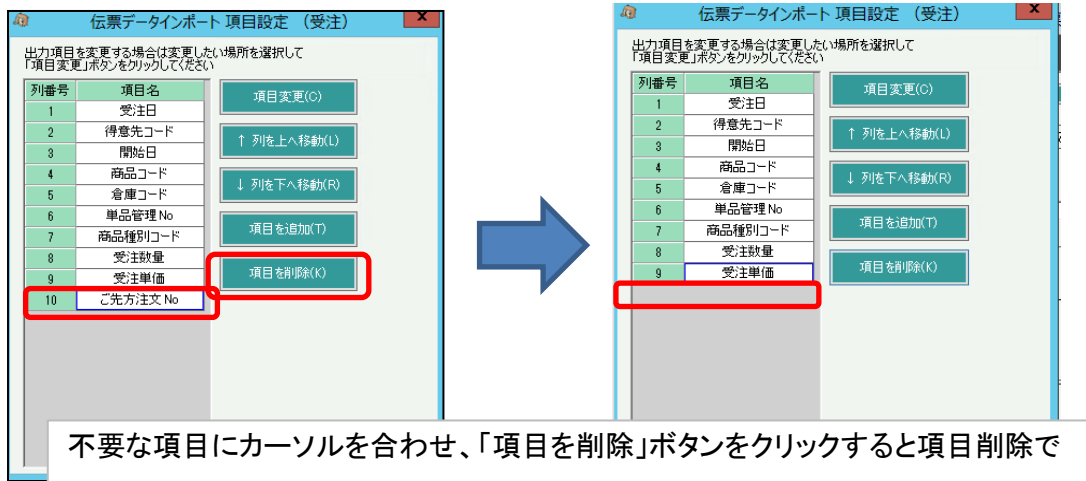 伝票データインポート 項目設定 （受注）
x
出力項目を変更する場合は変更したい場所を選択して
「項目変更」ボタンをクリックしてください
列番号 項目名
1 受注日
2 得意先コード
3 開始日
4 商品コード
5 倉庫コード
6 単品管理No
7 商品種別コード
8 受注数量
9 受注単価
10 ご先方注文No
項目変更(C)
↑ 列を上へ移動(L)
↓ 列を下へ移動(R)
項目を追加(T)
項目を削除(K)
伝票データインポート 項目設定 （受注）
x
出力項目を変更する場合は変更したい場所を選択して
「項目変更」ボタンをクリックしてください
列番号 項目名
1 受注日
2 得意先コード
3 開始日
4 商品コード
5 倉庫コード
6 単品管理No
7 商品種別コード
8 受注数量
9 受注単価
項目変更(C)
↑ 列を上へ移動(L)
↓ 列を下へ移動(R)
項目を追加(T)
項目を削除(K)
不要な項目にカーソルを合わせ、「項目を削除」ボタンをクリックすると項目削除で